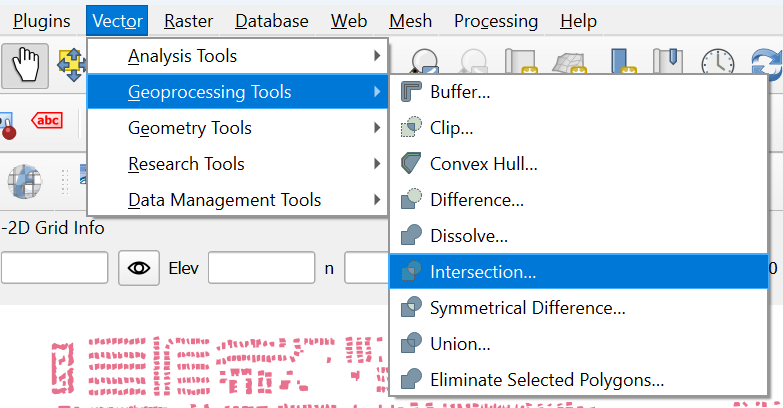 Plugins Vector Raster Database Web Mesh Processing Help
Analysis Tools
abc
Geoprocessing Tools
Geometry Tools
Research Tools
Data Management Tools
Buffer...
Clip...
Convex Hull...
Difference...
Dissolve...
Intersection...
Symmetrical Difference...
Union...
Eliminate Selected Polygons...
-2D Grid Info
Elev n 0